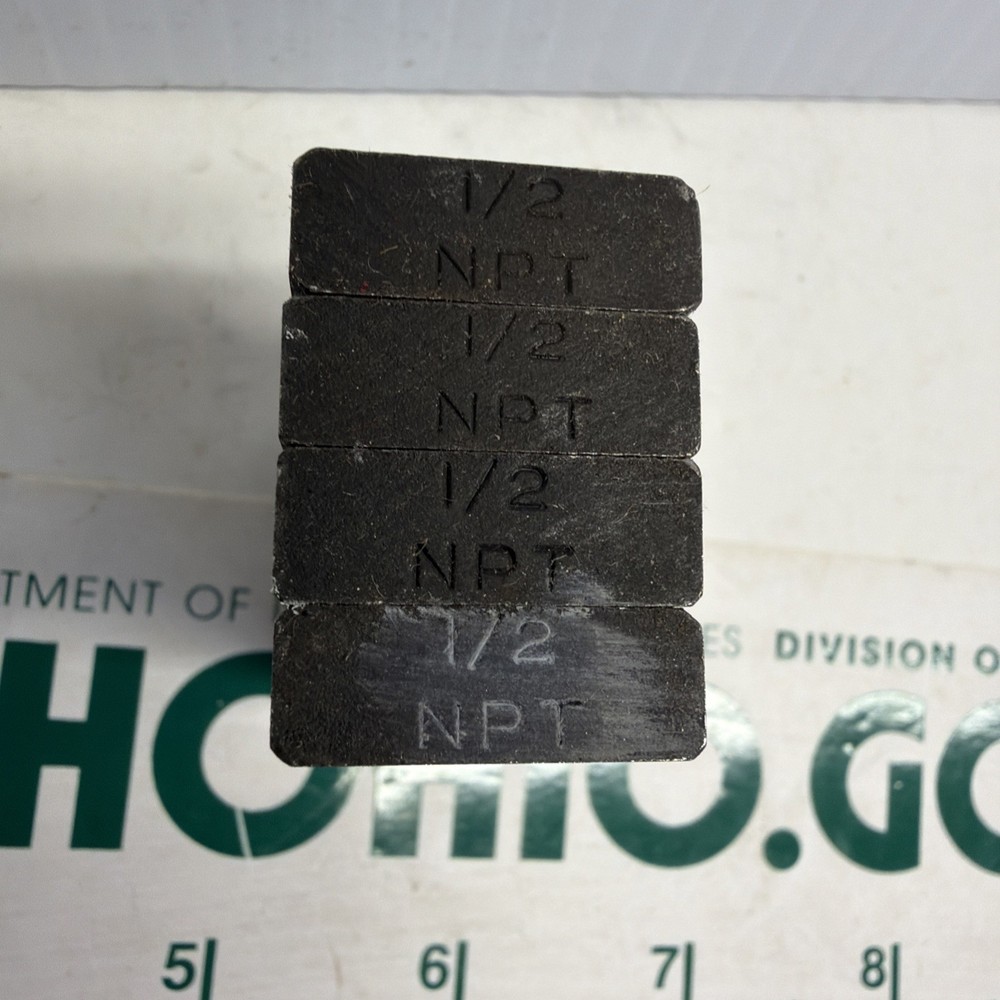 1/2
NPT
1/2
NPT
1/2
NPT
1/2
NPT
TMENT OF
ES DIVISION O
HIO.GO
5 6 7 8